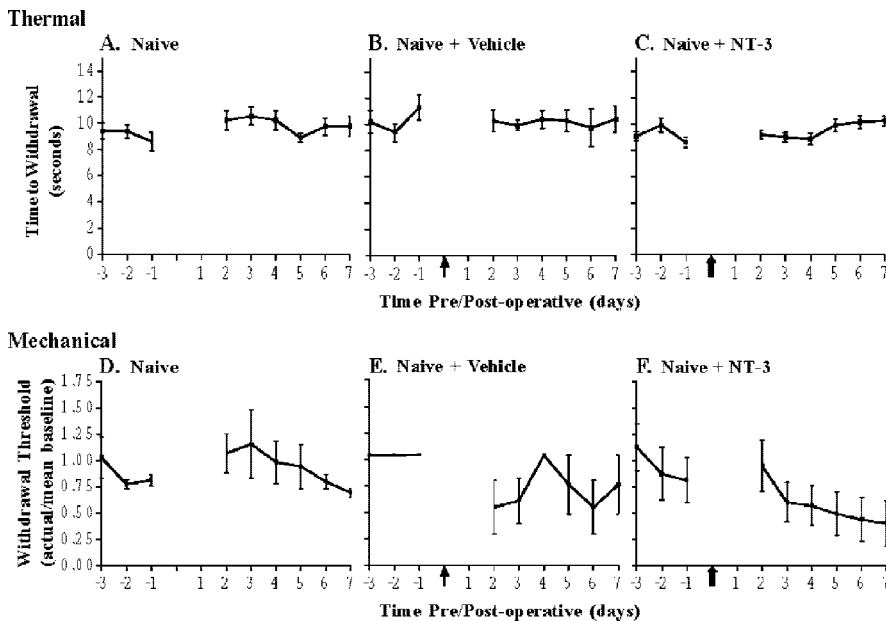 Thermal
A. Naive
B. Naive + Vehicle
C. Naive + NT-3
Time to Withdrawal
(seconds)
14
12
10
8
6
4
2
0
-3 -2 -1 1 2 3 4 5 6 7
-3 -2 -1 1 2 3 4 5 6 7
-3 -2 -1 1 2 3 4 5 6 7
Time Pre/Post-operative (days)
Mechanical
D. Naive
E. Naive + Vehicle
F. Naive + NT-3
Withdrawal Threshold
(actual/mean baseline)
1.75
1.50
1.25
1.00
0.75
0.50
0.25
0.00
-3 -2 -1 1 2 3 4 5 6 7
-3 -2 -1 1 2 3 4 5 6 7
-3 -2 -1 1 2 3 4 5 6 7
Time Pre/Post-operative (days)